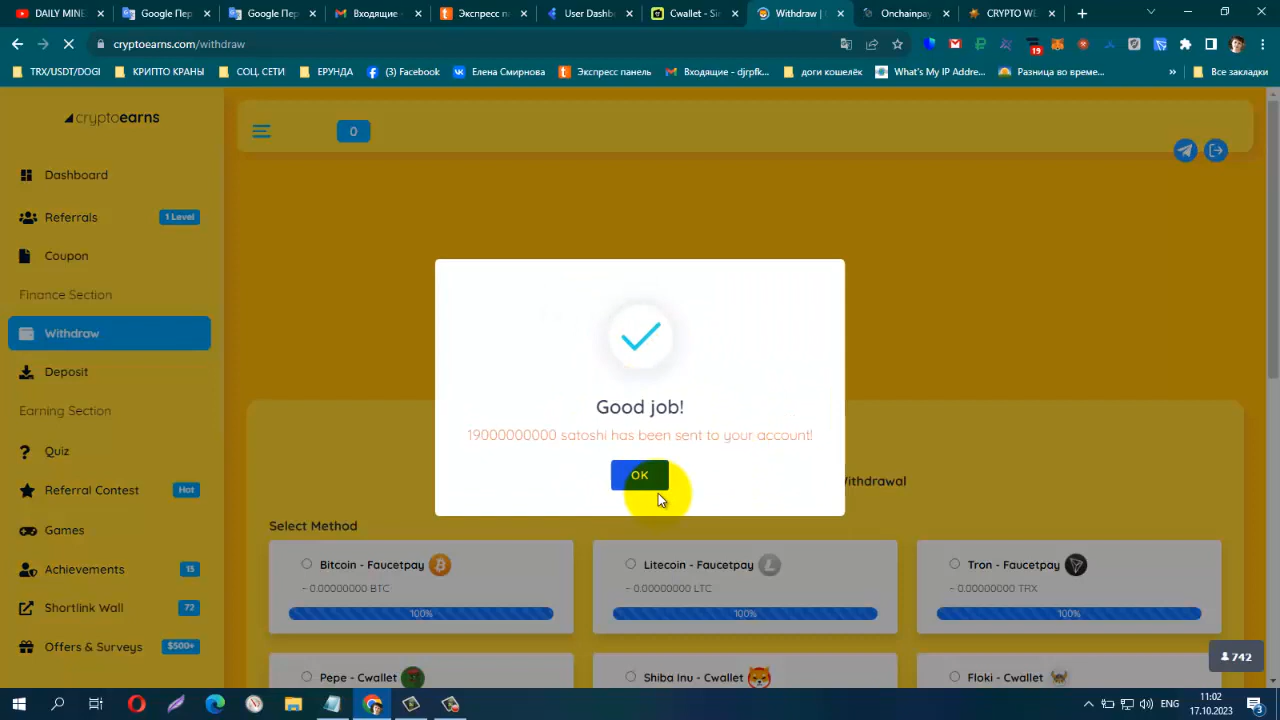 DAILY MINE
Google Пер
Google Пер
Входящие -
Экспресс п
User Dashb
Cwallet - Sir
Withdraw |
Onchainpay
CRYPTO WE
cryptoearns.com/withdraw
19
TRX/USDT/DOGI
КРИПТО КРАНЫ
СОЦ. СЕТИ
ЕРУНДА
(3) Facebook
Елена Смирнова
Экспресс панель
Входящие - djrpfk...
доги кошелёк
What's My IP Addre...
Разница во време...
»
Все закладки
cryptoearns
0
Dashboard
Referrals
1 Level
Coupon
Finance Section
Withdraw
Deposit
Earning Section
Quiz
Referral Contest
Hot
Games
Achievements
15
Shortlink Wall
72
Offers & Surveys
$500+
Good job!
19000000000 satoshi has been sent to your account!
OK
Withdrawal
Select Method
Bitcoin - Faucetpay
~ 0.00000000 BTC
100%
Litecoin - Faucetpay
~ 0.00000000 LTC
100%
Tron - Faucetpay
~ 0.00000000 TRX
100%
Pepe - Cwallet
Shiba Inu - Cwallet
Floki - Cwallet
742
ENG
11:02
17.10.2023
3